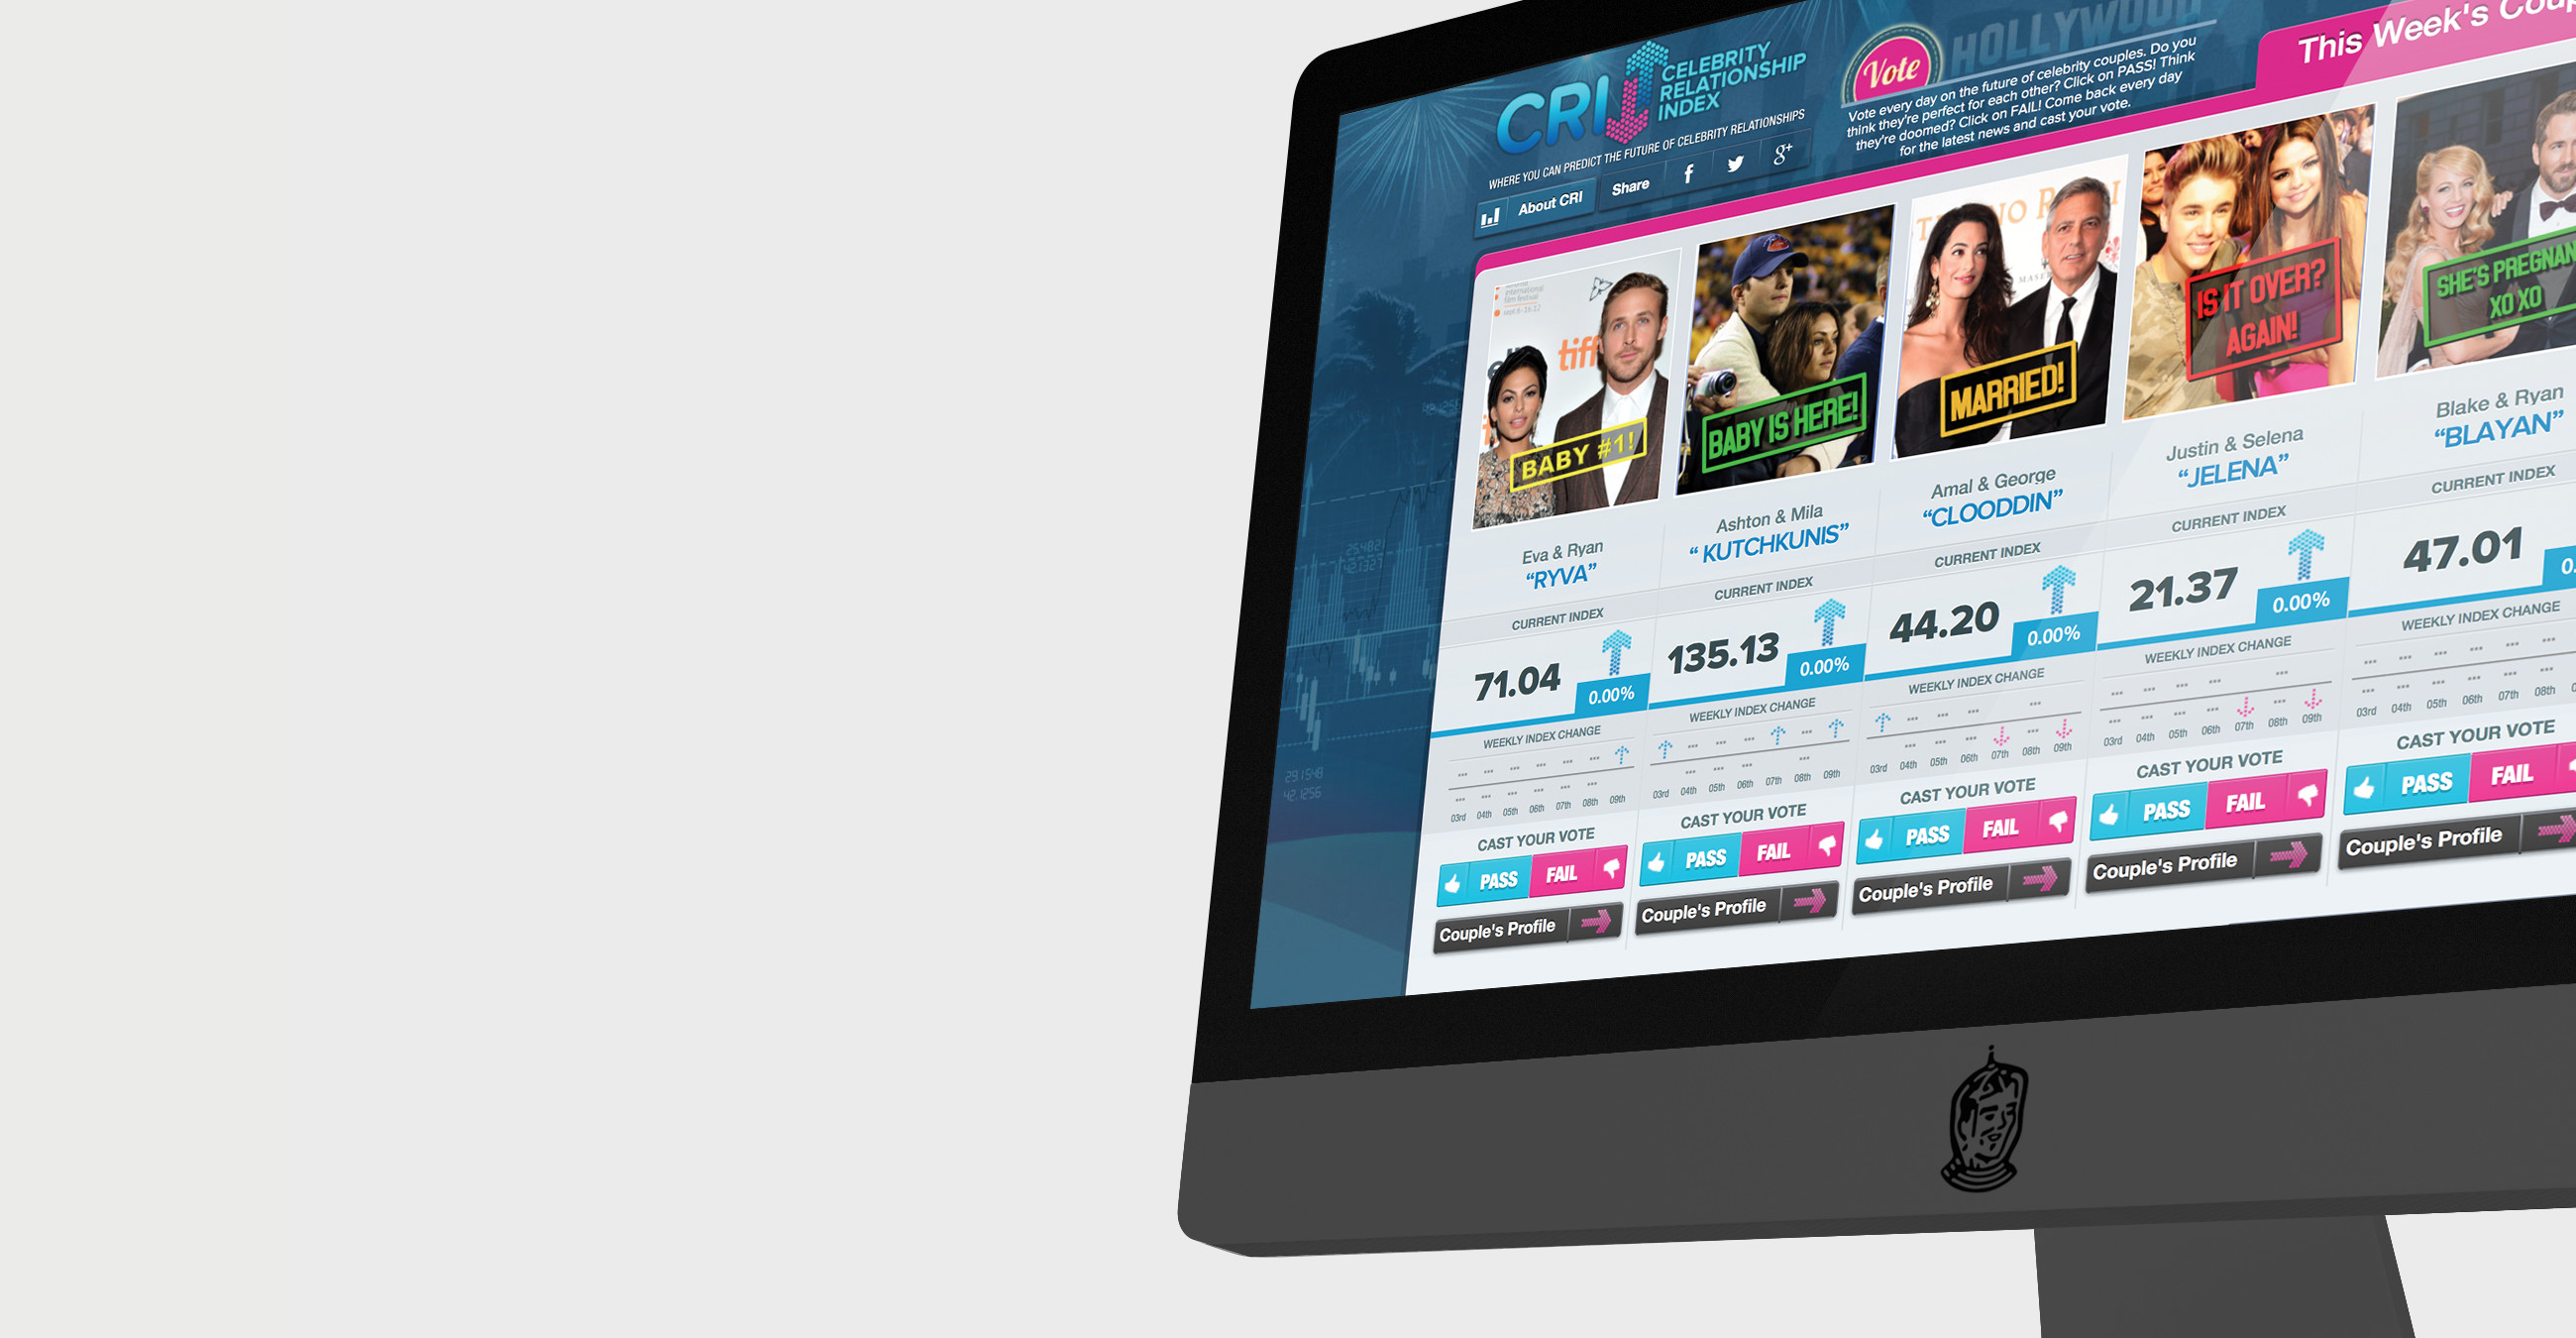 CRI
CELEBRITY
RELATIONSHIP
INDEX
WHERE YOU CAN PREDICT THE FUTURE OF CELEBRITY RELATIONSHIPS
About CRI
Share
f
g+
Vote
HOLLYWOOD
Vote every day on the future of celebrity couples. Do you
think they're perfect for each other? Click on PASS! Think
they're doomed? Click on FAIL! Come back every day
for the latest news and cast your vote.
This Week's
international
film festival
sept 6-16.12
tiff
BABY #1!
BABY IS HERE!
MARRIED!
IS IT OVER?
AGAIN!
SHE'S PREGNAN
XO XO
Eva & Ryan
“RYVA”
CURRENT INDEX
71.04
0.00%
WEEKLY INDEX CHANGE
03rd 04th 05th 06th 07th 08th 09th
CAST YOUR VOTE
PASS FAIL
Couple's Profile
Ashton & Mila
“ KUTCHKUNIS”
CURRENT INDEX
135.13
0.00%
WEEKLY INDEX CHANGE
03rd 04th 05th 06th 07th 08th 09th
CAST YOUR VOTE
PASS FAIL
Couple's Profile
Amal & George
“CLOODDIN”
CURRENT INDEX
44.20
0.00%
WEEKLY INDEX CHANGE
03rd 04th 05th 06th 07th 08th 09th
CAST YOUR VOTE
PASS FAIL
Couple's Profile
Justin & Selena
“JELENA”
CURRENT INDEX
21.37
0.00%
WEEKLY INDEX CHANGE
03rd 04th 05th 06th 07th 08th 09th
CAST YOUR VOTE
PASS FAIL
Couple's Profile
Blake & Ryan
“BLAYAN”
CURRENT INDEX
47.01
0.
WEEKLY INDEX CHANGE
03rd 04th 05th 06th 07th 08th
CAST YOUR VOTE
PASS FAIL
Couple's Profile